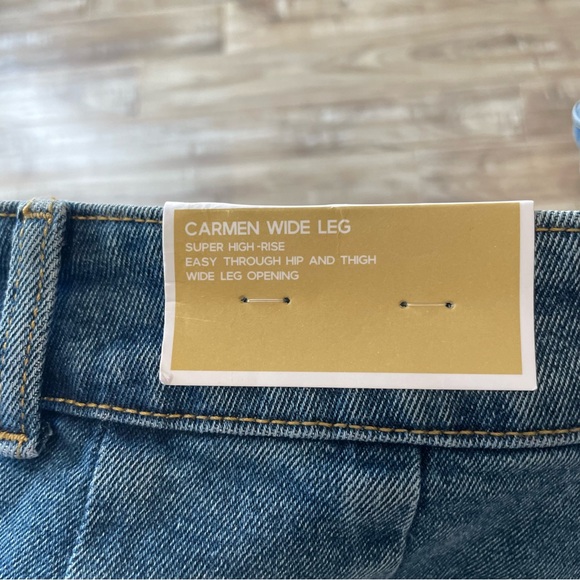 CARMEN WIDE LEG
SUPER HIGH-RISE
EASY THROUGH HIP AND THIGH
WIDE LEG OPENING